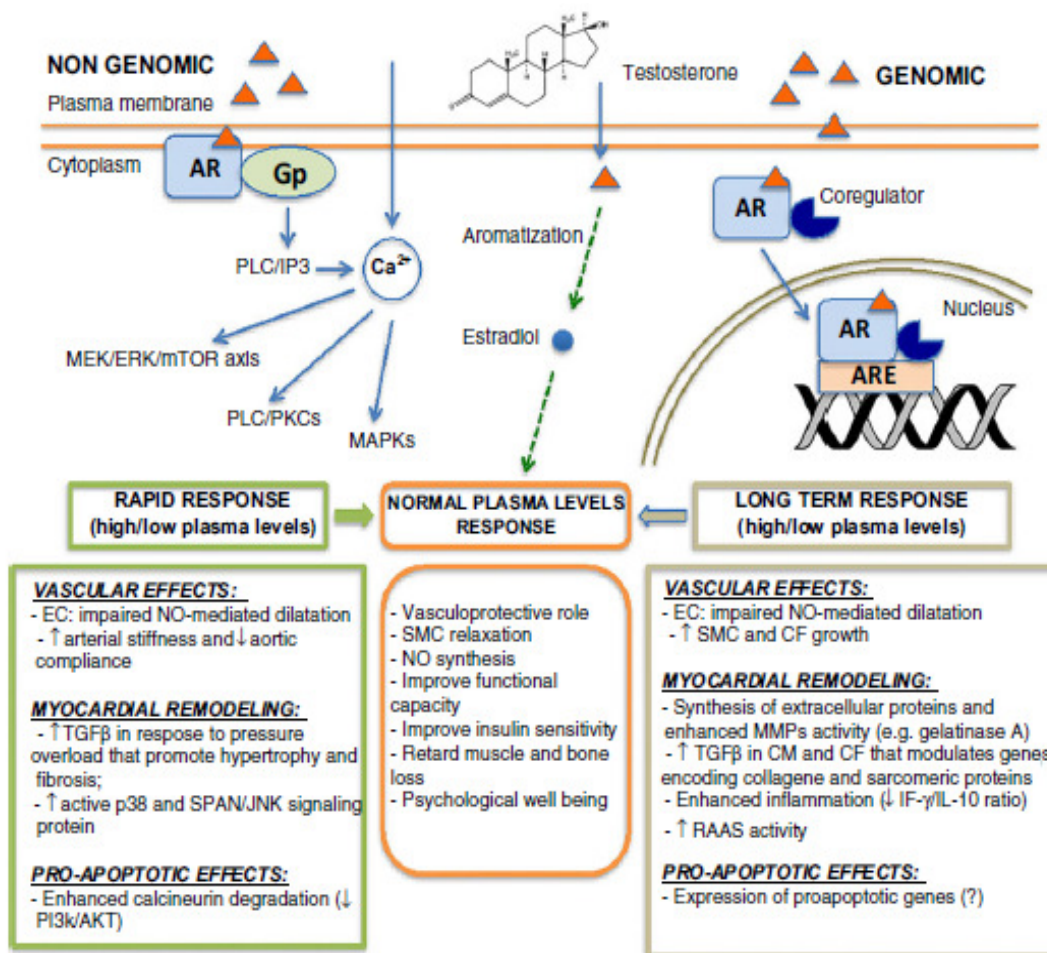 NON GENOMIC
Plasma membrane
Testosterone
GENOMIC
Cytoplasm
AR
Gp
AR
Coregulator
Aromatization
PLC/IP3
Ca2+
Nucleus
AR
Estradiol
ARE
MEK/ERK/mTOR axis
PLC/PKCs
MAPKs
RAPID RESPONSE
(high/low plasma levels)
NORMAL PLASMA LEVELS
RESPONSE
LONG TERM RESPONSE
(high/low plasma levels)
VASCULAR EFFECTS:
- EC: impaired NO-mediated dilatation
- ↑ arterial stiffness and ↓ aortic
compliance
MYOCARDIAL REMODELING:
- ↑TGFβ in respose to pressure
overload that promote hypertrophy and
fibrosis;
- ↑ active p38 and SPAN/JNK signaling
protein
PRO-APOPTOTIC EFFECTS:
- Enhanced calcineurin degradation (↓
PI3k/AKT)
- Vasculoprotective role
- SMC relaxation
- NO synthesis
- Improve functional
capacity
- Improve insulin sensitivity
- Retard muscle and bone
loss
- Psychological well being
VASCULAR EFFECTS:
- EC: impaired NO-mediated dilatation
- ↑ SMC and CF growth
MYOCARDIAL REMODELING:
- Synthesis of extracellular proteins and
enhanced MMPs activity (e.g. gelatinase A)
- ↑ TGFβ in CM and CF that modulates genes
encoding collagene and sarcomeric proteins
- Enhanced inflammation (↓ IF-γ/IL-10 ratio)
- ↑ RAAS activity
PRO-APOPTOTIC EFFECTS:
- Expression of proapoptotic genes (?)